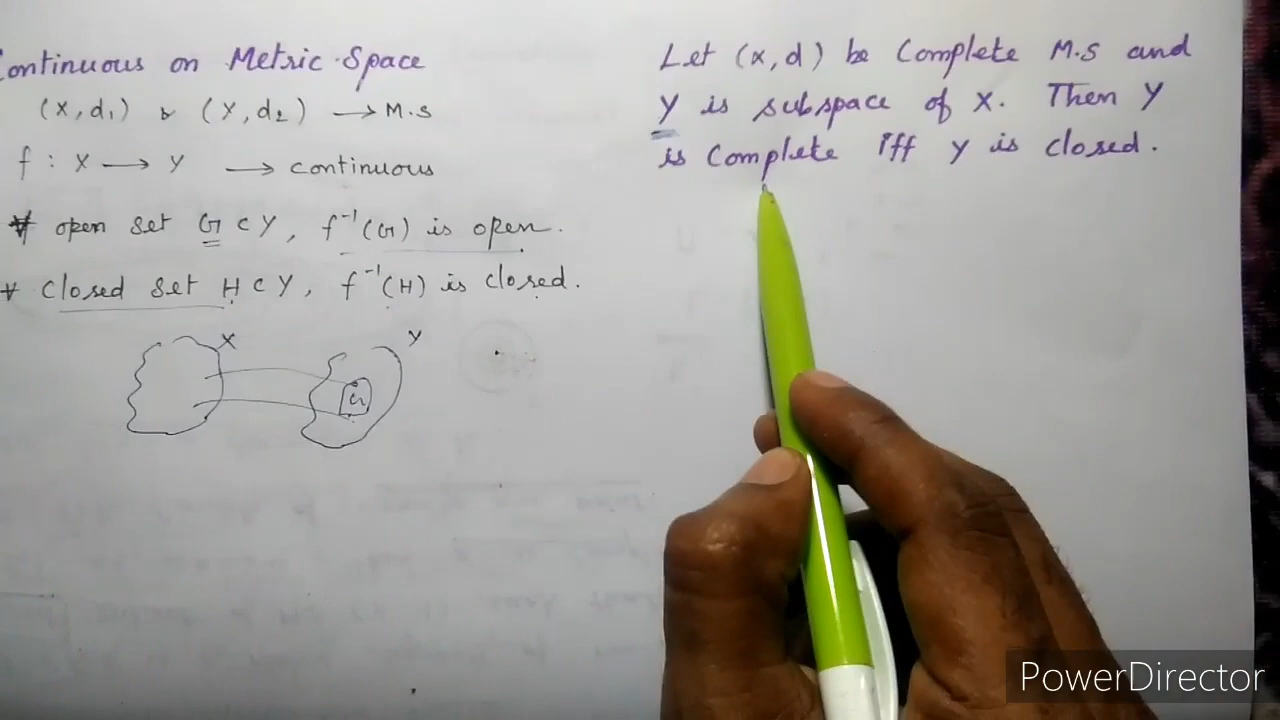 Continuous on Metric Space
(X, d₁) & (Y, d₂) → M.S
f : X → Y → continuous
∀ open set G ⊂ Y, f⁻¹(G) is open.
∀ closed set H ⊂ Y, f⁻¹(H) is closed.
X Y
G
Let (X, d) be Complete M.S and
Y is subspace of X. Then Y
is Complete iff Y is closed.
PowerDirector